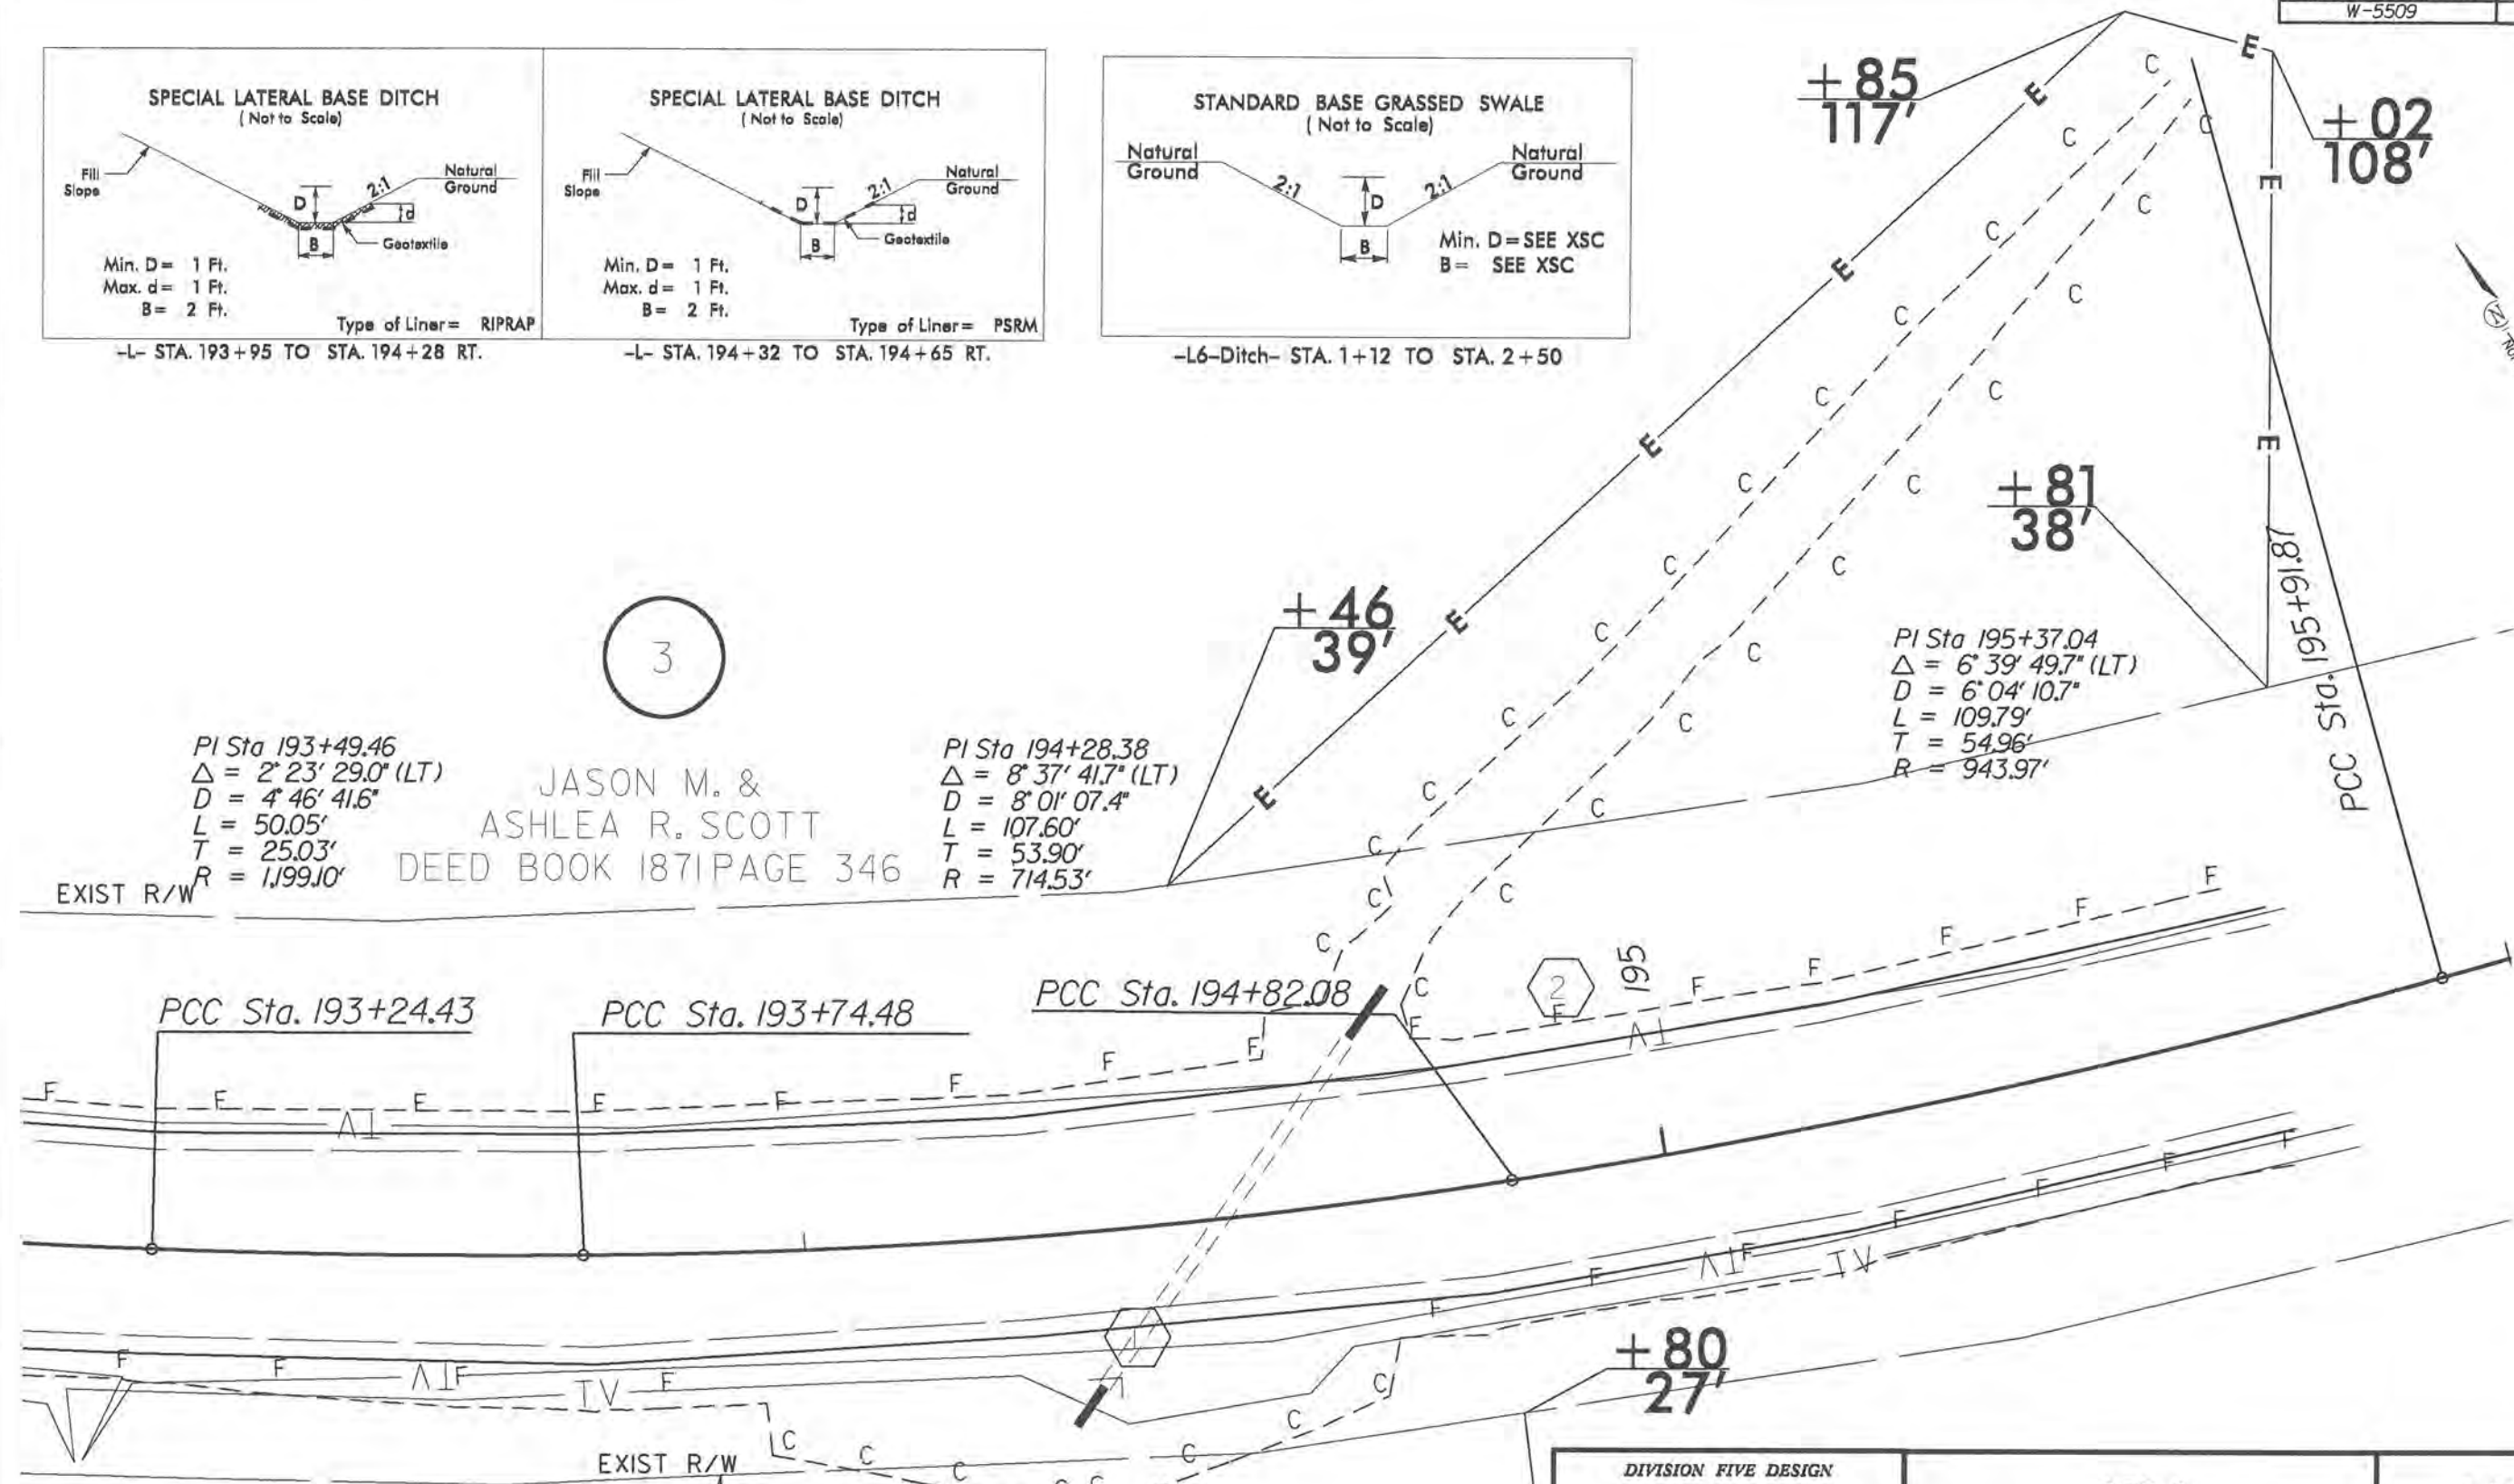 W-5509
SPECIAL LATERAL BASE DITCH
( Not to Scale)
Fill
Slope
Natural
Ground
2:1
D
d
B
Geotextile
Min. D= 1 Ft.
Max. d= 1 Ft.
B= 2 Ft.
Type of Liner= RIPRAP
-L- STA. 193+95 TO STA. 194+28 RT.
SPECIAL LATERAL BASE DITCH
( Not to Scale)
Fill
Slope
Natural
Ground
2:1
D
d
B
Geotextile
Min. D= 1 Ft.
Max. d= 1 Ft.
B= 2 Ft.
Type of Liner= PSRM
-L- STA. 194+32 TO STA. 194+65 RT.
STANDARD BASE GRASSED SWALE
( Not to Scale)
Natural
Ground
Natural
Ground
2:1
2:1
D
B
Min. D=SEE XSC
B= SEE XSC
-L6-Ditch- STA. 1+12 TO STA. 2+50
+85
117'
+02
108'
+81
38'
+46
39'
3
PI Sta 193+49.46
Δ = 2° 23' 29.0" (LT)
D = 4° 46' 41.6"
L = 50.05'
T = 25.03'
R = 1,199.10'
JASON M. &
ASHLEA R. SCOTT
DEED BOOK 1871 PAGE 346
PI Sta 194+28.38
Δ = 8° 37' 41.7" (LT)
D = 8° 01' 07.4"
L = 107.60'
T = 53.90'
R = 714.53'
PI Sta 195+37.04
Δ = 6° 39' 49.7" (LT)
D = 6° 04' 10.7"
L = 109.79'
T = 54.96'
R = 943.97'
PCC Sta. 195+91.87
EXIST R/W
PCC Sta. 193+24.43
PCC Sta. 193+74.48
PCC Sta. 194+82.08
2
195
1
+80
27'
EXIST R/W
DIVISION FIVE DESIGN